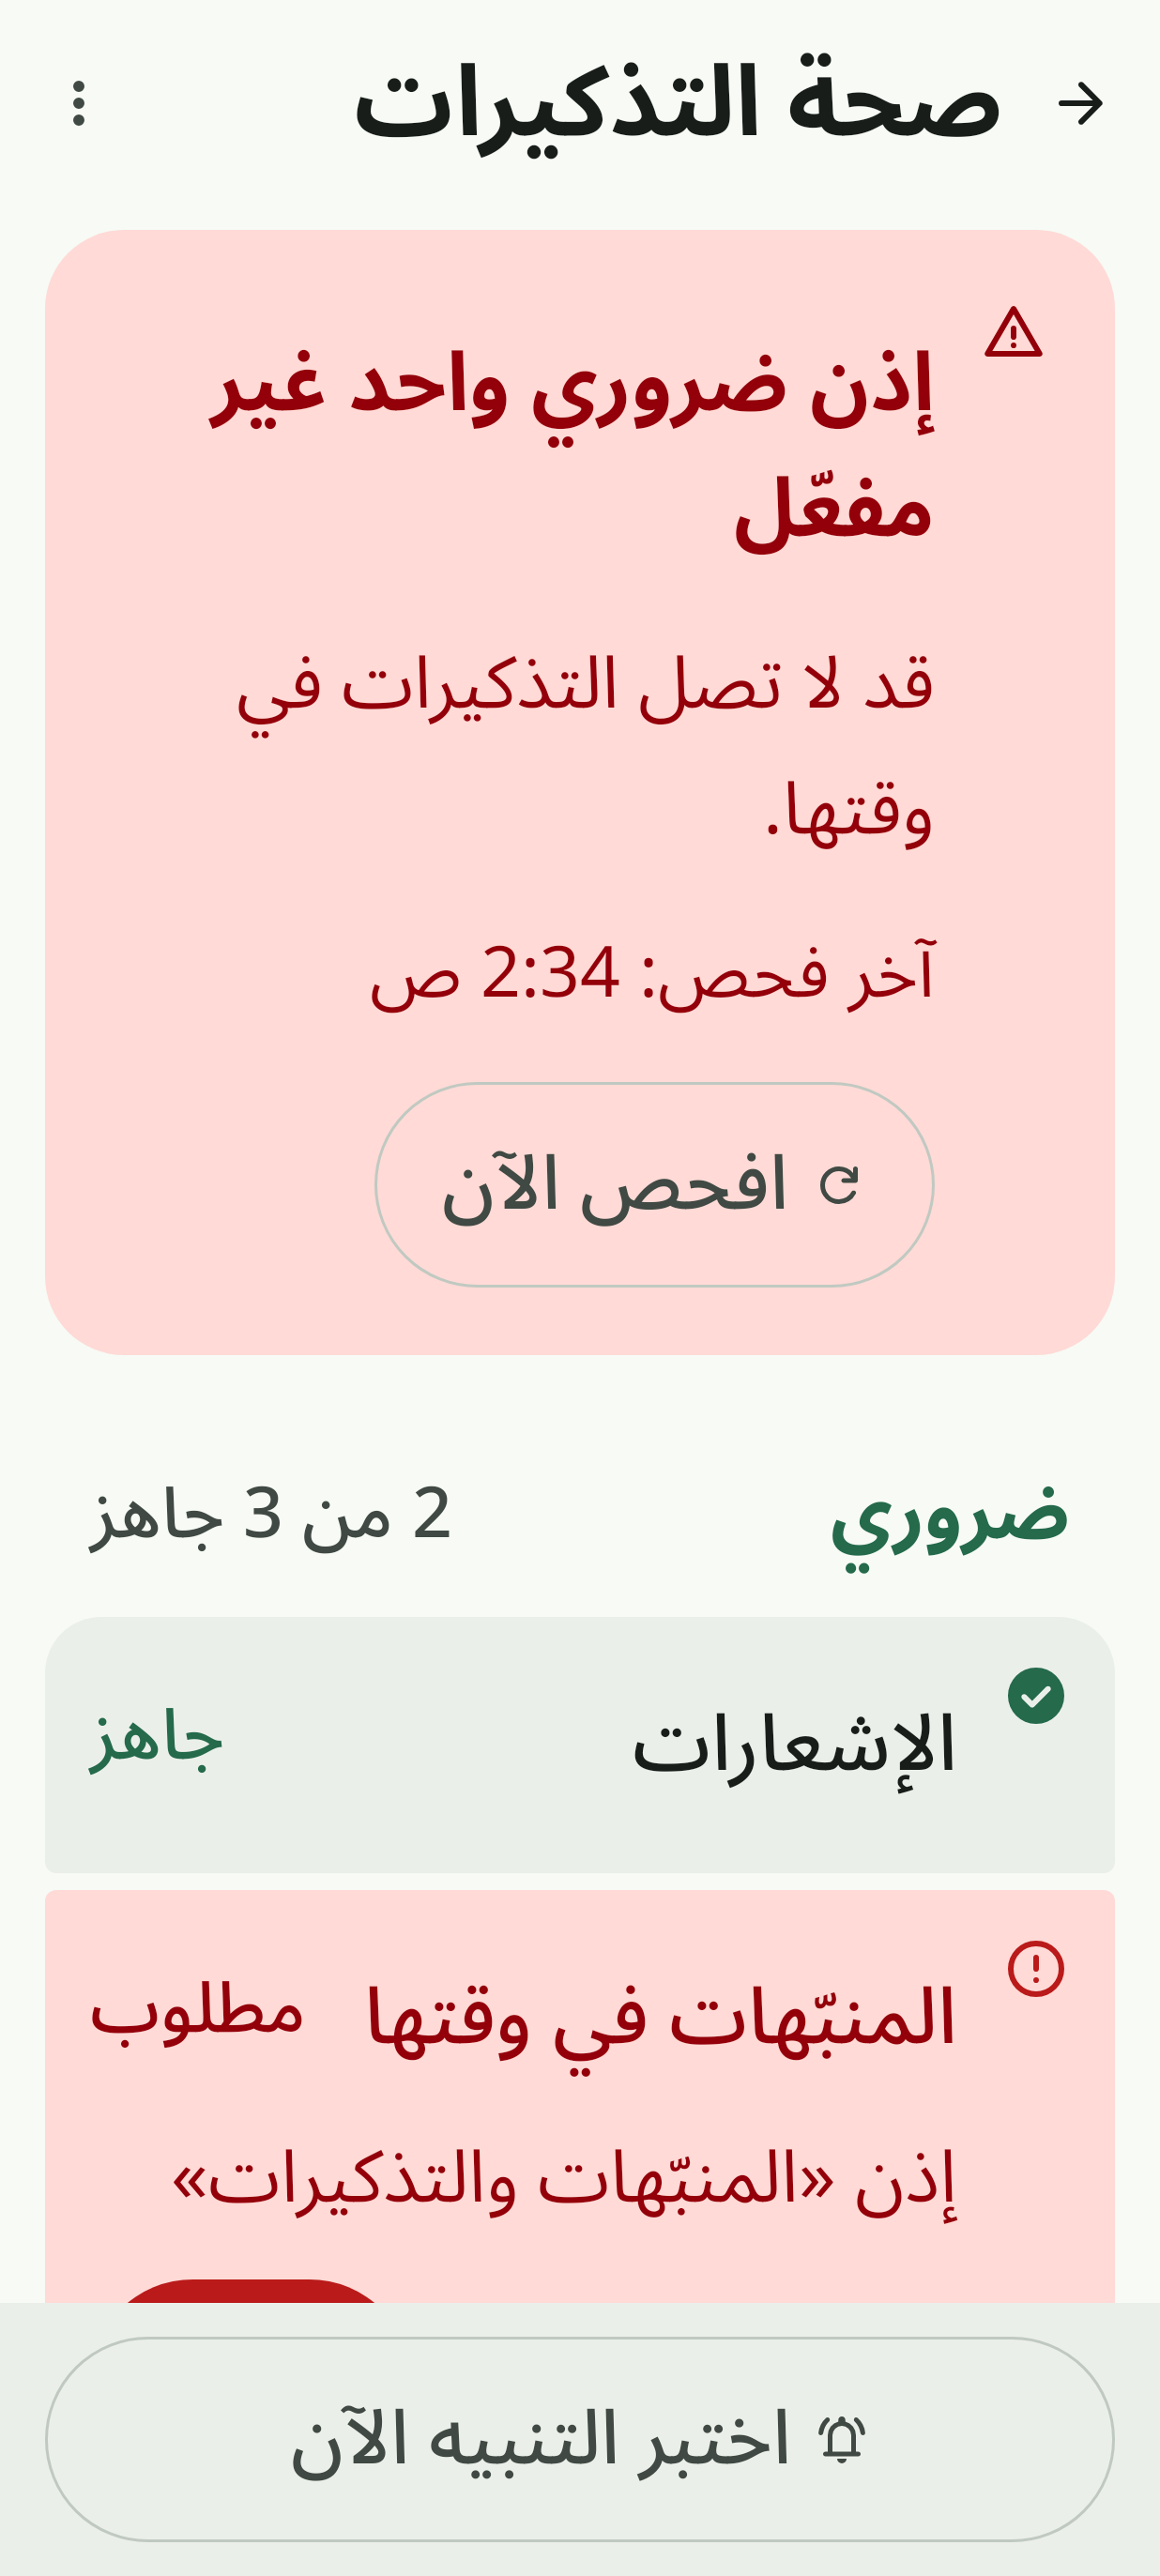 صحة التذكيرات
إذن ضروري واحد غير
مفعّل
قد لا تصل التذكيرات في
وقتها.
آخر فحص: 2:34 ص
افحص الآن
ضروري
2 من 3 جاهز
الإشعارات
جاهز
المنبّهات في وقتها
مطلوب
إذن «المنبّهات والتذكيرات»
اختبر التنبيه الآن